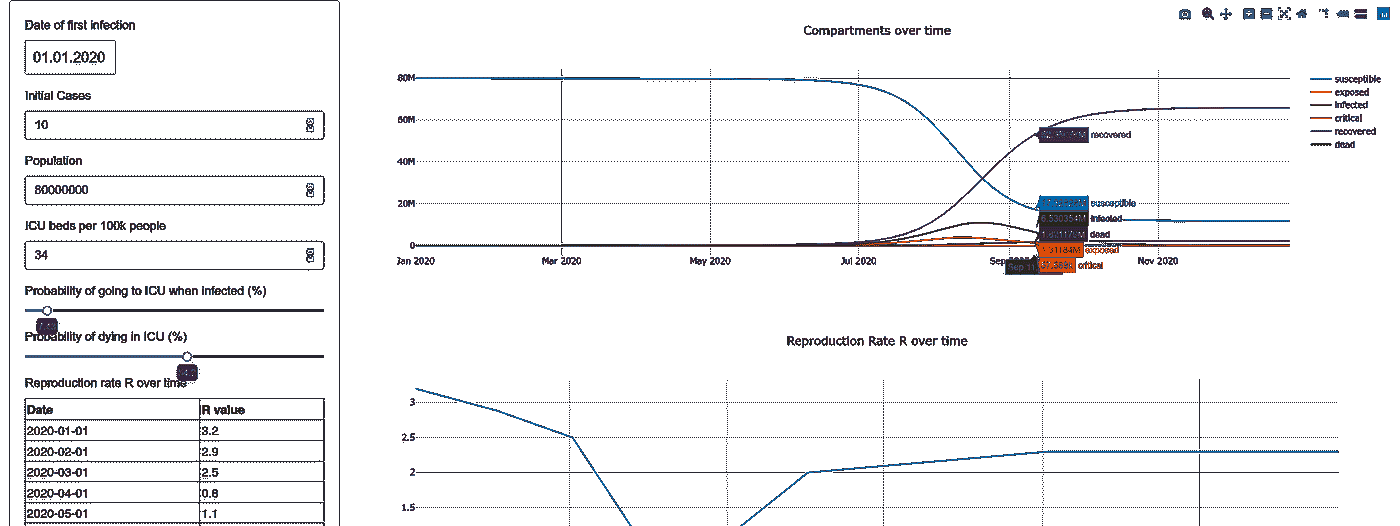 Date of first infection
01.01.2020
Initial Cases
10
Population
80000000
ICU beds per 100k people
34
Probability of going to ICU when infected (%)
Probability of dying in ICU (%)
Reproduction rate R over time
Date R value
2020-01-01 3.2
2020-02-01 2.9
2020-03-01 2.5
2020-04-01 0.8
2020-05-01 1.1
Compartments over time
80M
60M
40M
20M
0
Jan 2020 Mar 2020 May 2020 Jul 2020 Nov 2020
recovered
susceptible
infected
dead
exposed
critical
susceptible
exposed
infected
critical
recovered
dead
Reproduction Rate R over time
3
2.5
2
1.5